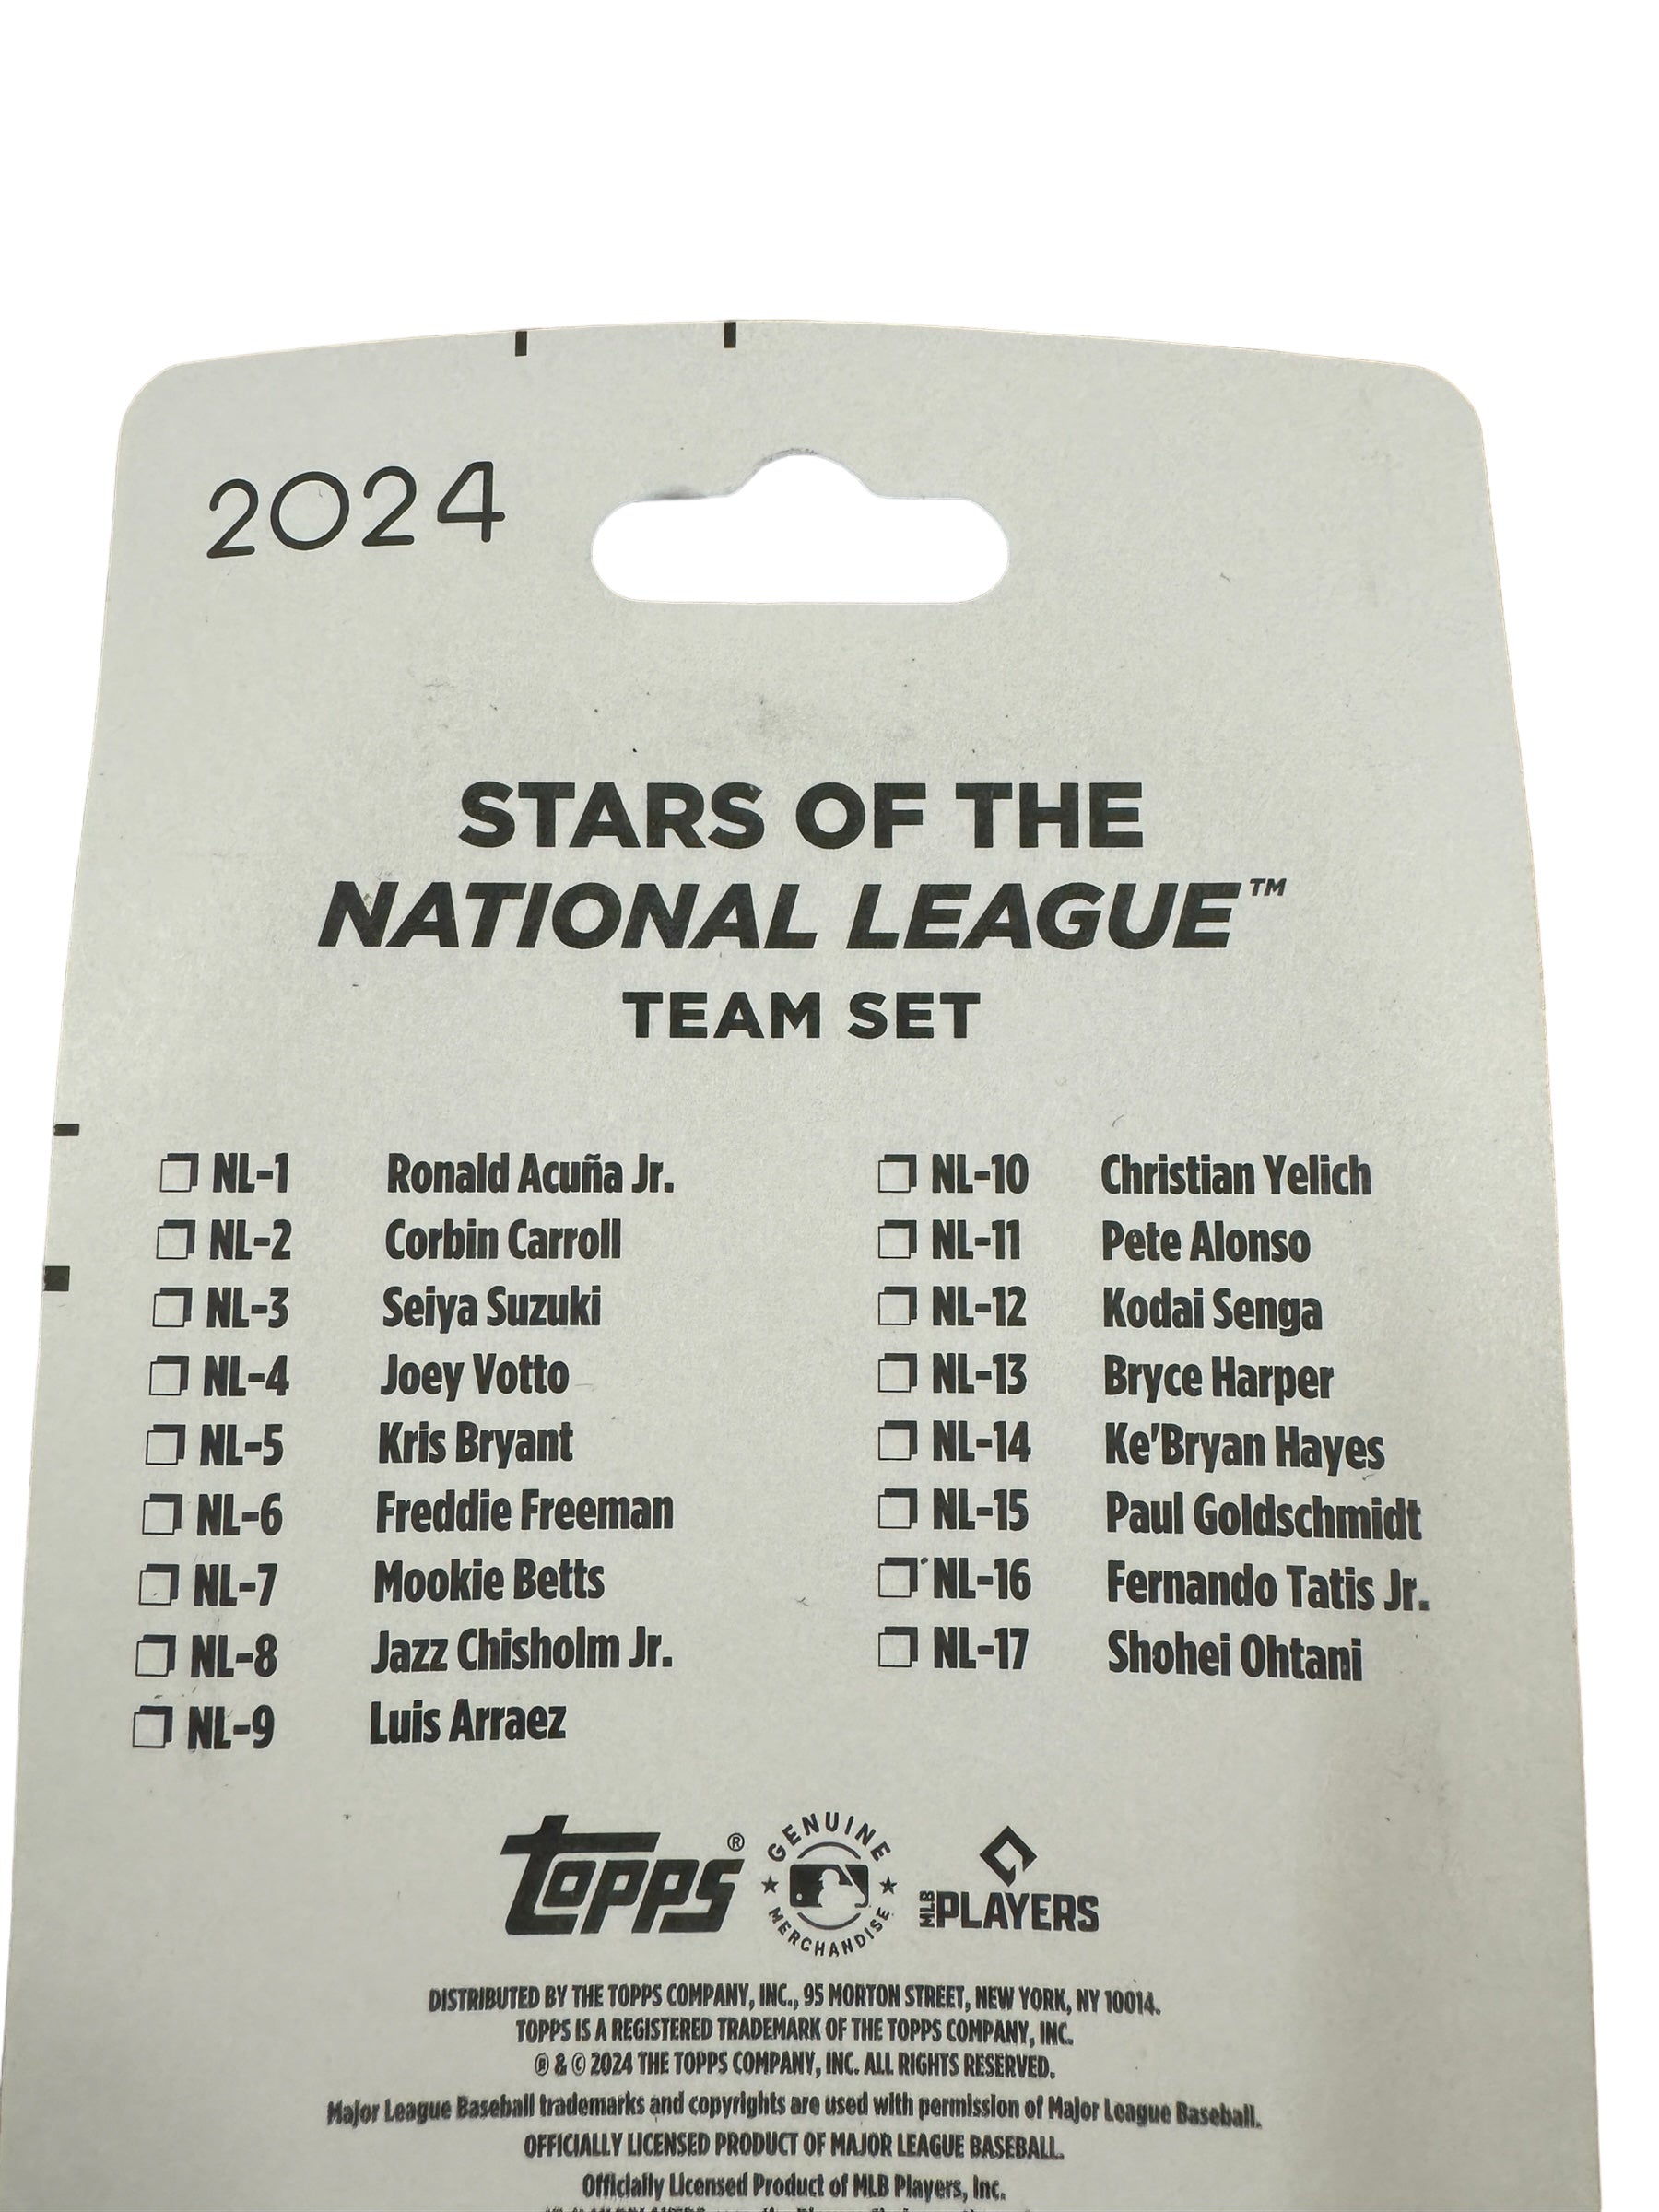 2024
STARS OF THE
NATIONAL LEAGUE™
TEAM SET
NL-1 Ronald Acuña Jr.
NL-2 Corbin Carroll
NL-3 Seiya Suzuki
NL-4 Joey Votto
NL-5 Kris Bryant
NL-6 Freddie Freeman
NL-7 Mookie Betts
NL-8 Jazz Chisholm Jr.
NL-9 Luis Arraez
NL-10 Christian Yelich
NL-11 Pete Alonso
NL-12 Kodai Senga
NL-13 Bryce Harper
NL-14 Ke'Bryan Hayes
NL-15 Paul Goldschmidt
NL-16 Fernando Tatis Jr.
NL-17 Shohei Ohtani
topps®
GENUINE
MERCHANDISE
MLB PLAYERS
DISTRIBUTED BY THE TOPPS COMPANY, INC., 95 MORTON STREET, NEW YORK, NY 10014.
TOPPS IS A REGISTERED TRADEMARK OF THE TOPPS COMPANY, INC.
® & © 2024 THE TOPPS COMPANY, INC. ALL RIGHTS RESERVED.
Major League Baseball trademarks and copyrights are used with permission of Major League Baseball.
OFFICIALLY LICENSED PRODUCT OF MAJOR LEAGUE BASEBALL.
Officially Licensed Product of MLB Players, Inc.